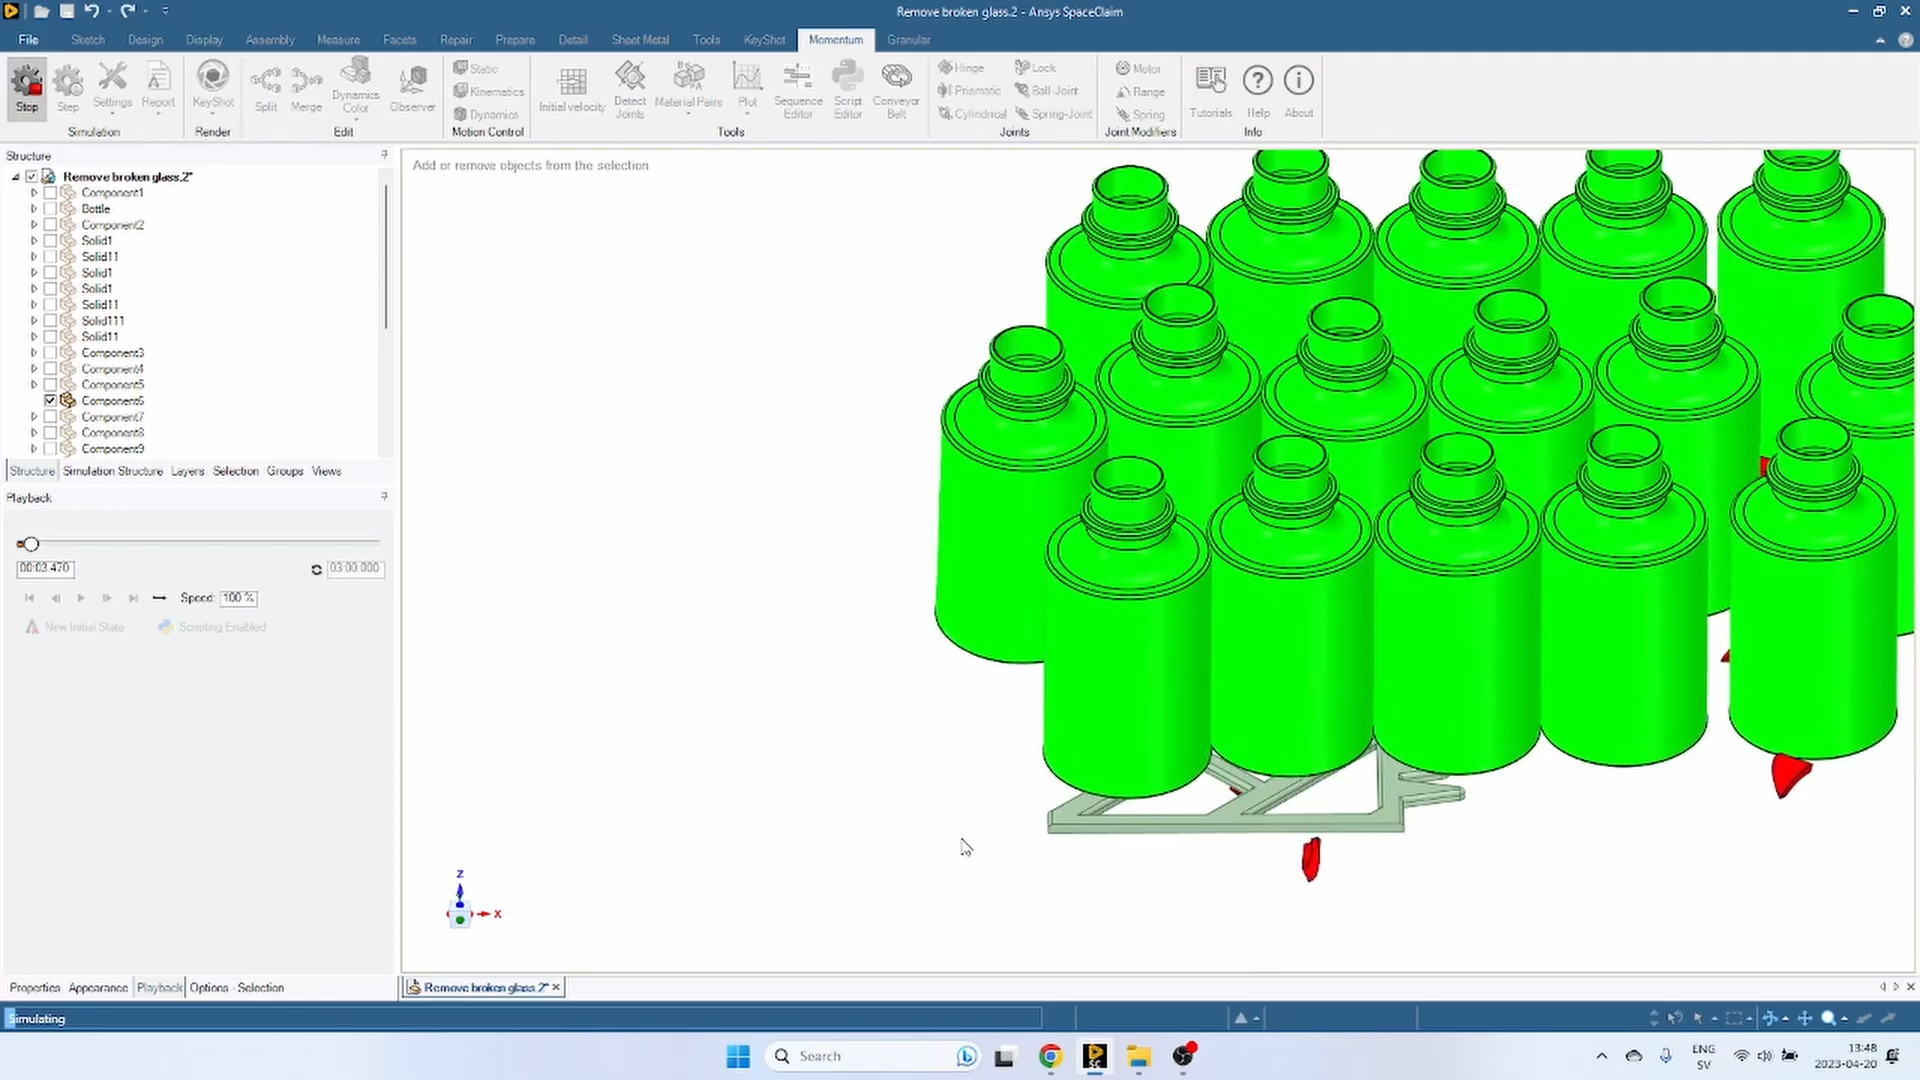 Remove broken glass.2 - Ansys SpaceClaim
File Sketch Design Display Assembly Measure Facets Repair Prepare Detail Sheet Metal Tools KeyShot Momentum Granular
Stop Step Settings Report KeyShot Split Merge Dynamics Color Observer
Static
Kinematics
Dynamics
Initial velocity Detect Joints Material Pairs Plot Sequence Editor Script Editor Conveyor Belt
Hinge Lock
Prismatic Ball-Joint
Cylindrical Spring-Joint
Motor
Range
Spring
Tutorials Help About
Simulation Render Edit Motion Control Tools Joints Joint Modifiers Info
Structure
Remove broken glass.2*
Component1
Bottle
Component2
Solid1
Solid11
Solid1
Solid1
Solid11
Solid111
Solid11
Component3
Component4
Component5
Component6
Component7
Component8
Component9
Structure Simulation Structure Layers Selection Groups Views
Playback
00:03.470 03:00.000
Speed: 100 %
New Initial State Scripting Enabled
Properties Appearance Playback Options - Selection
Add or remove objects from the selection
Z
X
Remove broken glass.2*
Simulating
Search
ENG
SV
13:48
2023-04-20